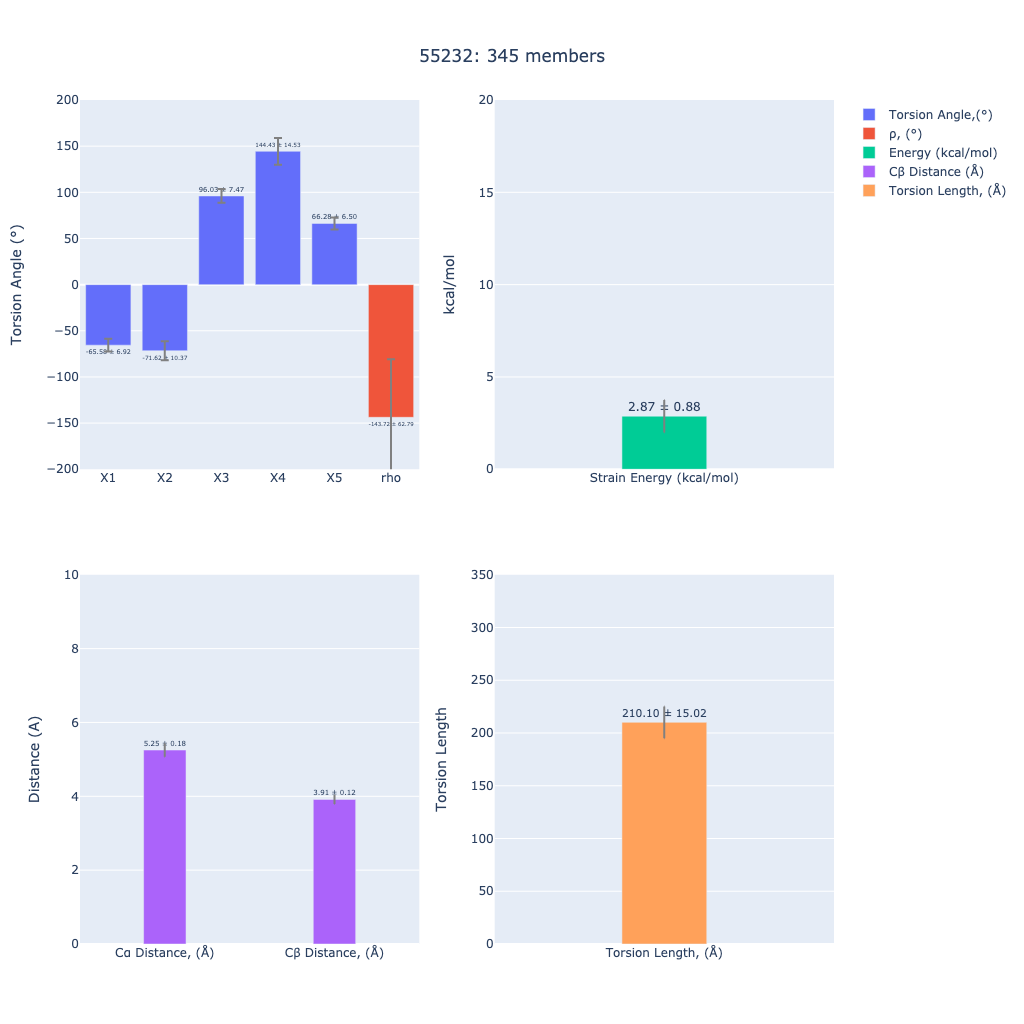 55232: 345 members
200
150
100
50
0
−50
−100
−150
−200
Torsion Angle (°)
-65.58 ± 6.92
-71.62 ± 10.37
96.03 ± 7.47
144.43 ± 14.53
66.28 ± 6.50
-143.72 ± 62.79
X1 X2 X3 X4 X5 rho
20
15
10
5
0
kcal/mol
2.87 ± 0.88
Strain Energy (kcal/mol)
Torsion Angle,(°)
ρ, (°)
Energy (kcal/mol)
Cβ Distance (Å)
Torsion Length, (Å)
10
8
6
4
2
0
Distance (A)
5.25 ± 0.18
3.91 ± 0.12
Cα Distance, (Å) Cβ Distance, (Å)
350
300
250
200
150
100
50
0
Torsion Length
210.10 ± 15.02
Torsion Length, (Å)